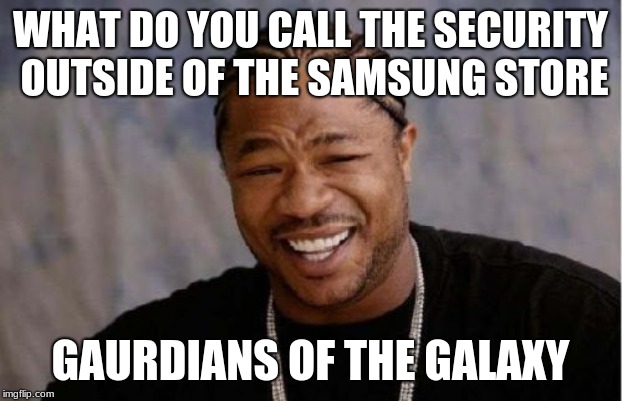 WHAT DO YOU CALL THE SECURITY
OUTSIDE OF THE SAMSUNG STORE
GAURDIANS OF THE GALAXY
imgflip.com